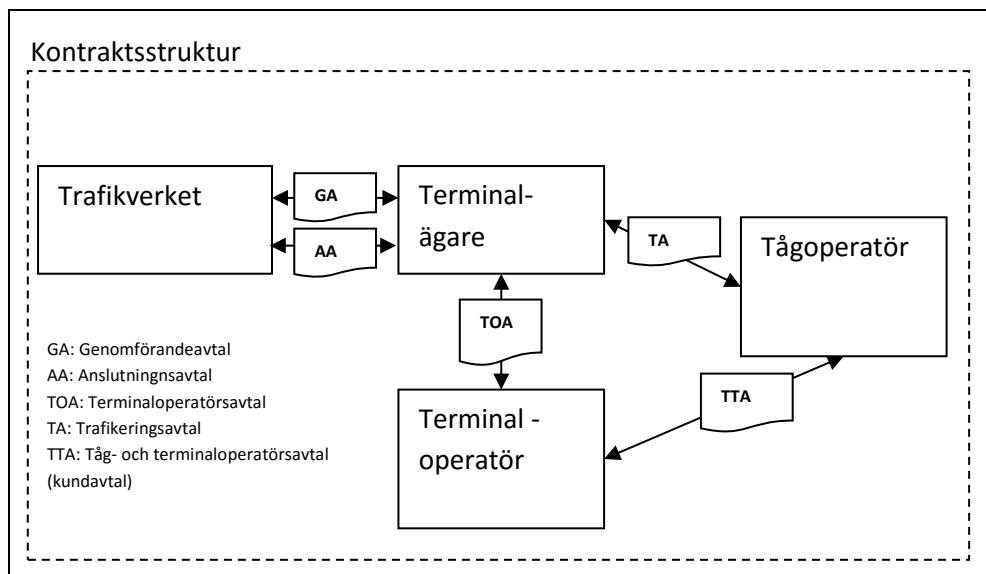 Kontraktsstruktur
Trafikverket
GA
AA
Terminal-
ägare
TA
Tågoperatör
TOA
GA: Genomförandeavtal
AA: Anslutningnsavtal
TOA: Terminaloperatörsavtal
TA: Trafikeringsavtal
TTA: Tåg- och terminaloperatörsavtal
(kundavtal)
Terminal -
operatör
TTA